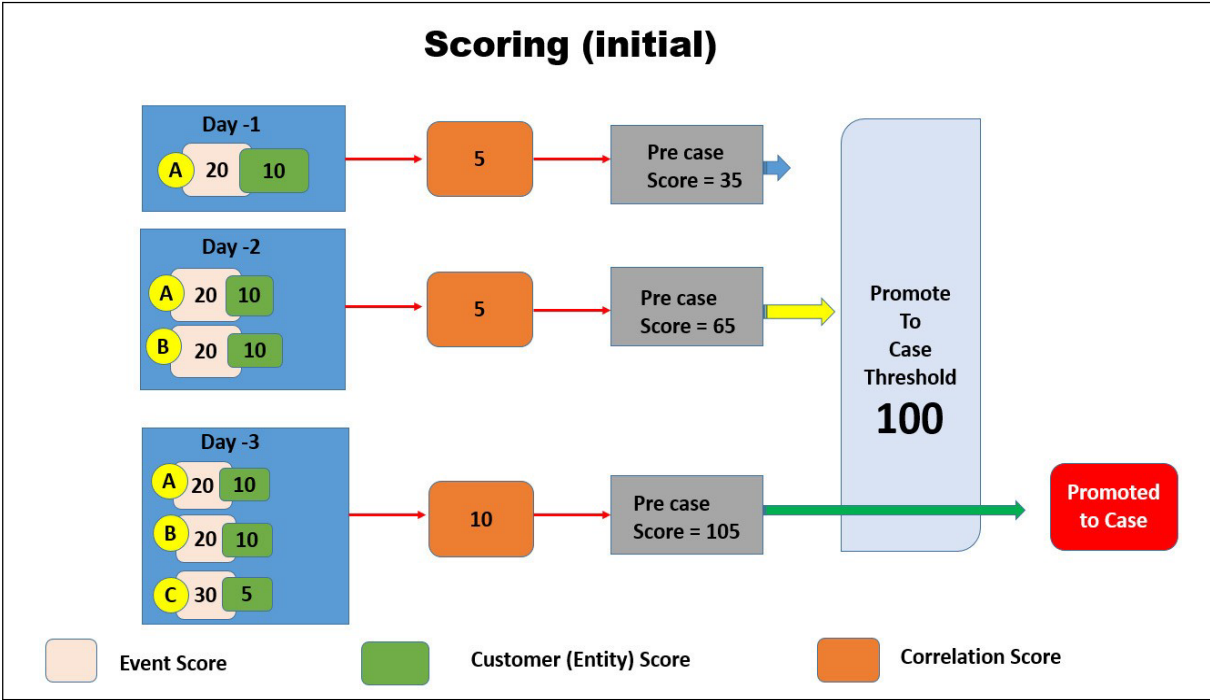 Scoring (initial)
Day -1
A 20 10
5
Pre case
Score = 35
Day -2
A 20 10
B 20 10
5
Pre case
Score = 65
Promote
To
Case
Threshold
100
Day -3
A 20 10
B 20 10
C 30 5
10
Pre case
Score = 105
Promoted
to Case
Event Score
Customer (Entity) Score
Correlation Score